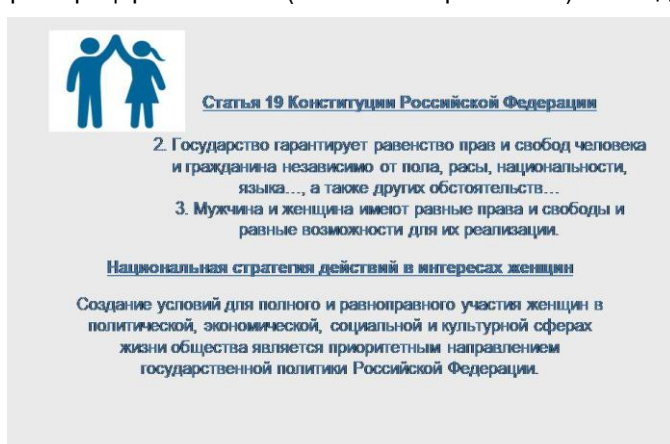 Статья 19 Конституции Российской Федерации
2. Государство гарантирует равенство прав и свобод человека
и гражданина независимо от пола, расы, национальности,
языка..., а также других обстоятельств...
3. Мужчина и женщина имеют равные права и свободы и
равные возможности для их реализации.
Национальная стратегия действий в интересах женщин
Создание условий для полного и равноправного участия женщин в
политической, экономической, социальной и культурной сферах
жизни общества является приоритетным направлением
государственной политики Российской Федерации.